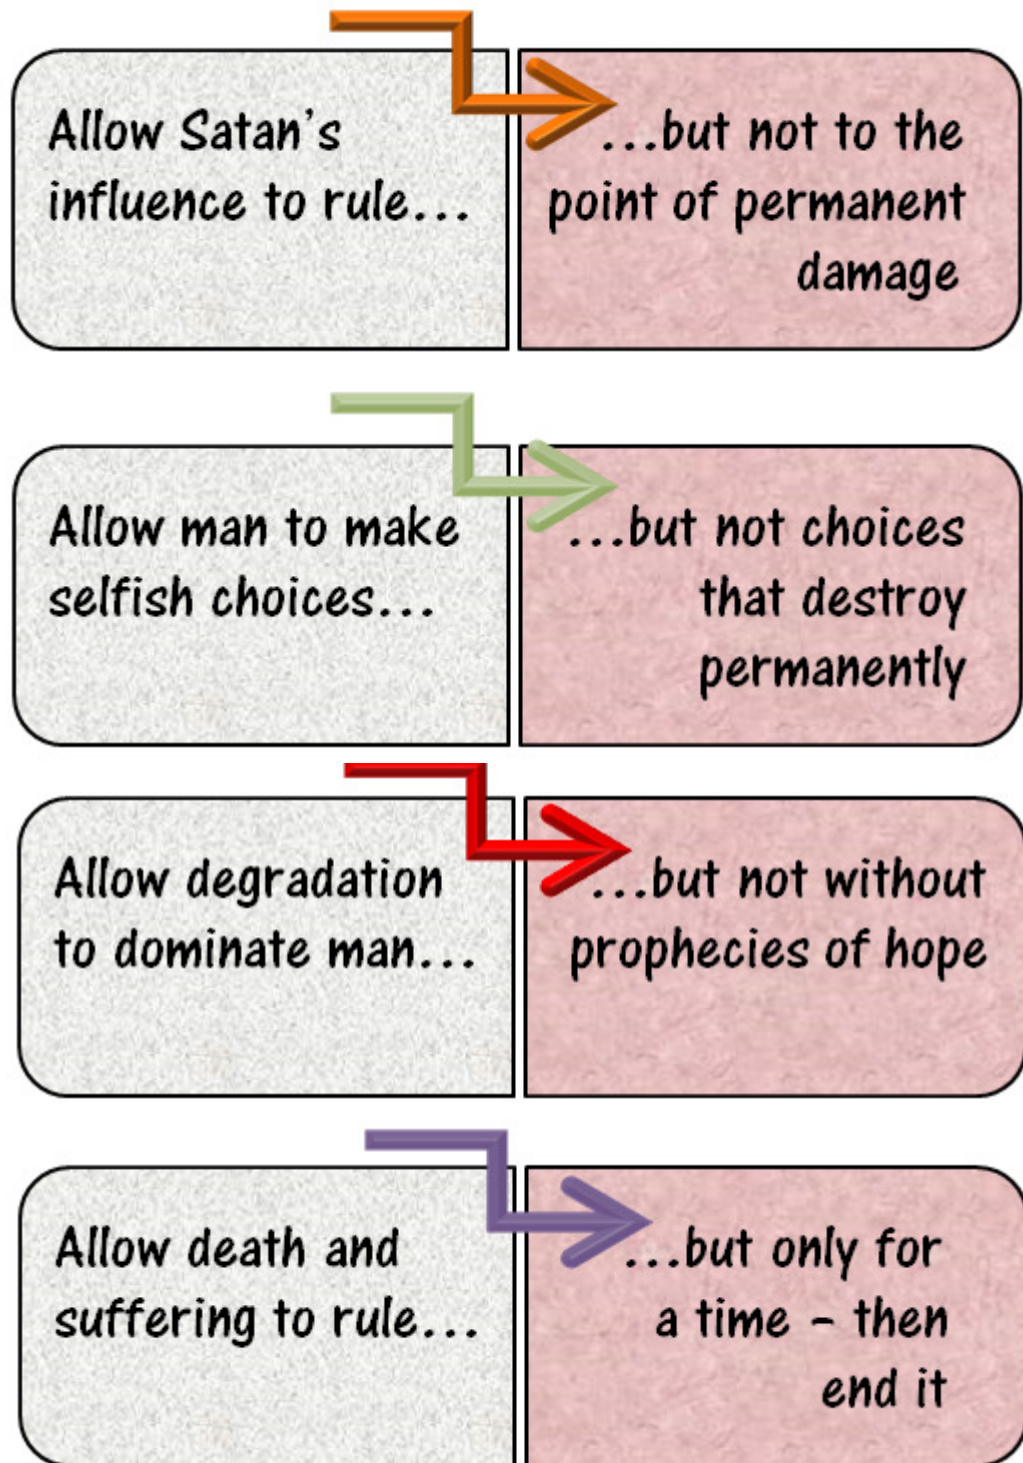 Allow Satan's
influence to rule...
...but not to the
point of permanent
damage
Allow man to make
selfish choices...
...but not choices
that destroy
permanently
Allow degradation
to dominate man...
...but not without
prophecies of hope
Allow death and
suffering to rule...
...but only for
a time – then
end it